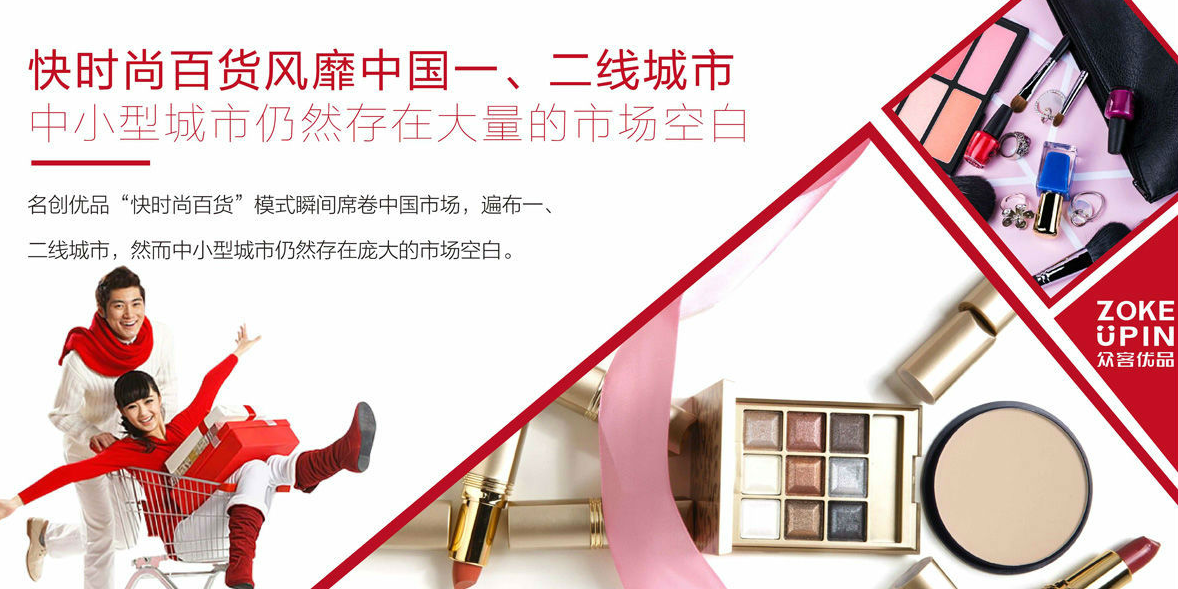 快时尚百货风靡中国一、二线城市
中小型城市仍然存在大量的市场空白
名创优品“快时尚百货”模式瞬间席卷中国市场，遍布一、
二线城市，然而中小型城市仍然存在庞大的市场空白。
ZOKE
UPIN
众客优品